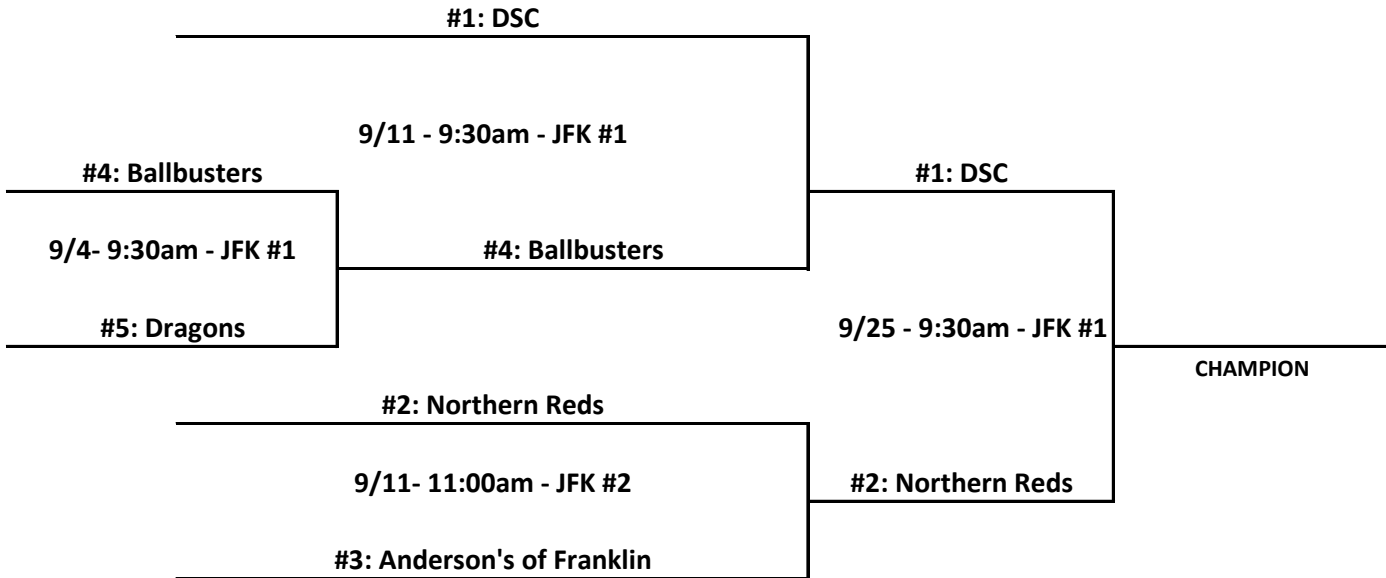 #1: DSC
9/11 - 9:30am - JFK #1
#4: Ballbusters
#1: DSC
9/4- 9:30am - JFK #1
#4: Ballbusters
#5: Dragons
9/25 - 9:30am - JFK #1
CHAMPION
#2: Northern Reds
9/11- 11:00am - JFK #2
#2: Northern Reds
#3: Anderson's of Franklin